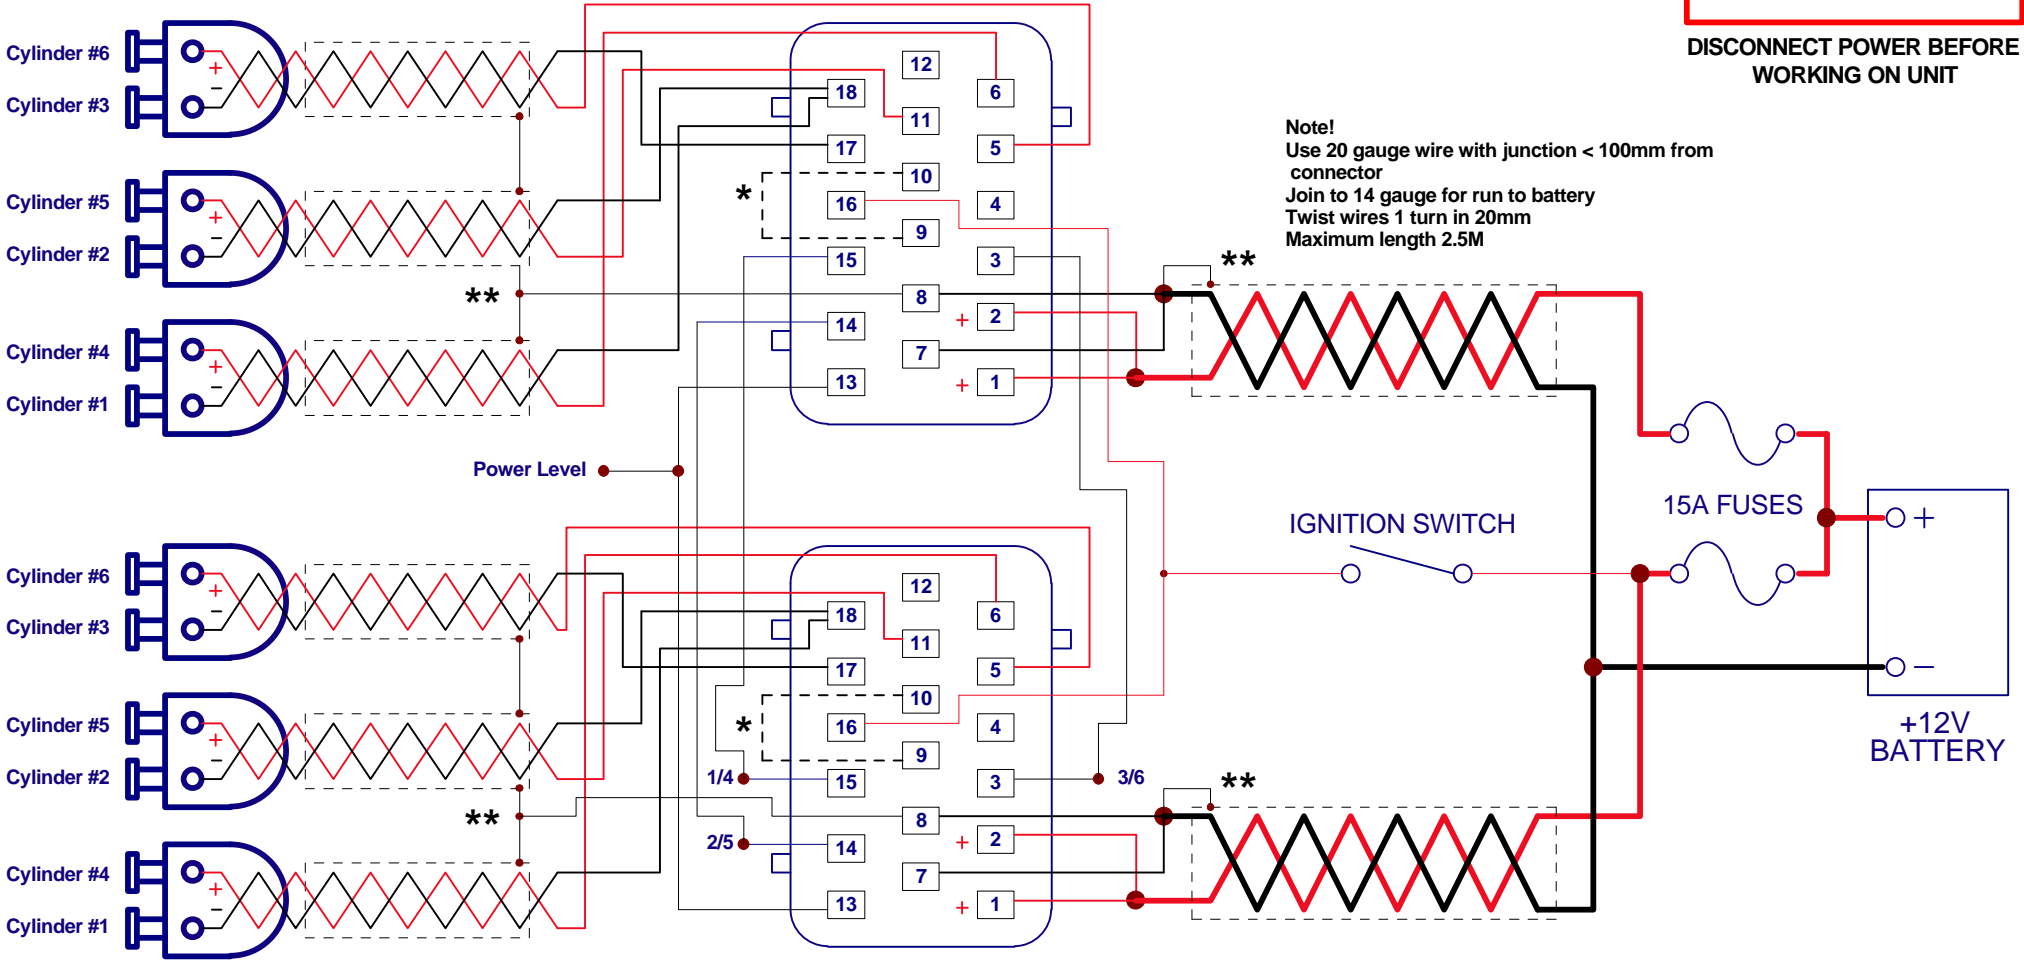 DISCONNECT POWER BEFORE
WORKING ON UNIT
Note!
Use 20 gauge wire with junction < 100mm from
connector
Join to 14 gauge for run to battery
Twist wires 1 turn in 20mm
Maximum length 2.5M
Cylinder #6
+
−
Cylinder #3
Cylinder #5
+
−
Cylinder #2
**
Cylinder #4
+
−
Cylinder #1
12
18
6
11
17
5
10
*
16
4
9
15
3
8
+ 2
14
7
13
+ 1
**
Power Level
15A FUSES
IGNITION SWITCH
+
−
+12V
BATTERY
Cylinder #6
+
−
Cylinder #3
Cylinder #5
+
−
Cylinder #2
**
Cylinder #4
+
−
Cylinder #1
12
18
6
11
17
5
10
*
16
4
9
1/4
15
3
3/6
8
+ 2
2/5
14
7
13
+ 1
**